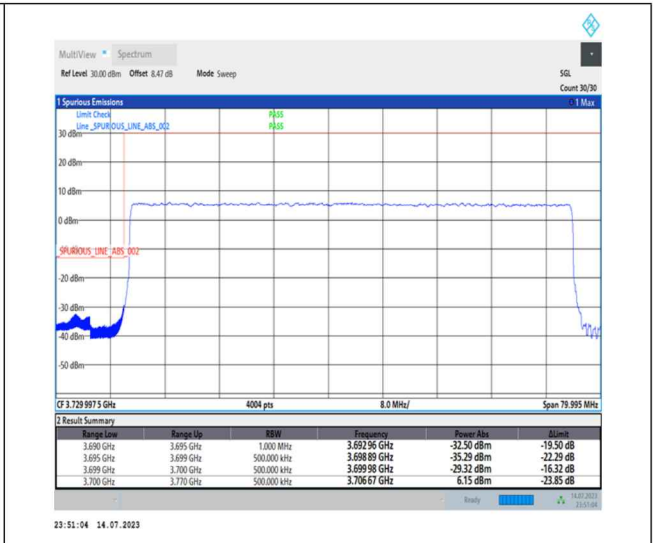 MultiView Spectrum
Ref Level 30.00 dBm Offset 8.47 dB Mode Sweep SGL
Count 30/30
1 Spurious Emissions 1 Max
Limit Check PASS
Line _SPURIOUS_LINE_ABS_002 PASS
30 dBm
20 dBm
10 dBm
0 dBm
_SPURIOUS_LINE_ABS_002
-20 dBm
-30 dBm
-40 dBm
-50 dBm
CF 3.729 997 5 GHz 4004 pts 8.0 MHz/ Span 79.995 MHz
2 Result Summary
Range Low Range Up RBW Frequency Power Abs ΔLimit
3.690 GHz 3.695 GHz 1.000 MHz 3.692 96 GHz -32.50 dBm -19.50 dB
3.695 GHz 3.699 GHz 500.000 kHz 3.698 89 GHz -35.29 dBm -22.29 dB
3.699 GHz 3.700 GHz 500.000 kHz 3.699 98 GHz -29.32 dBm -16.32 dB
3.700 GHz 3.770 GHz 500.000 kHz 3.706 67 GHz 6.15 dBm -23.85 dB
Ready 14.07.2023
23:51:04
23:51:04 14.07.2023